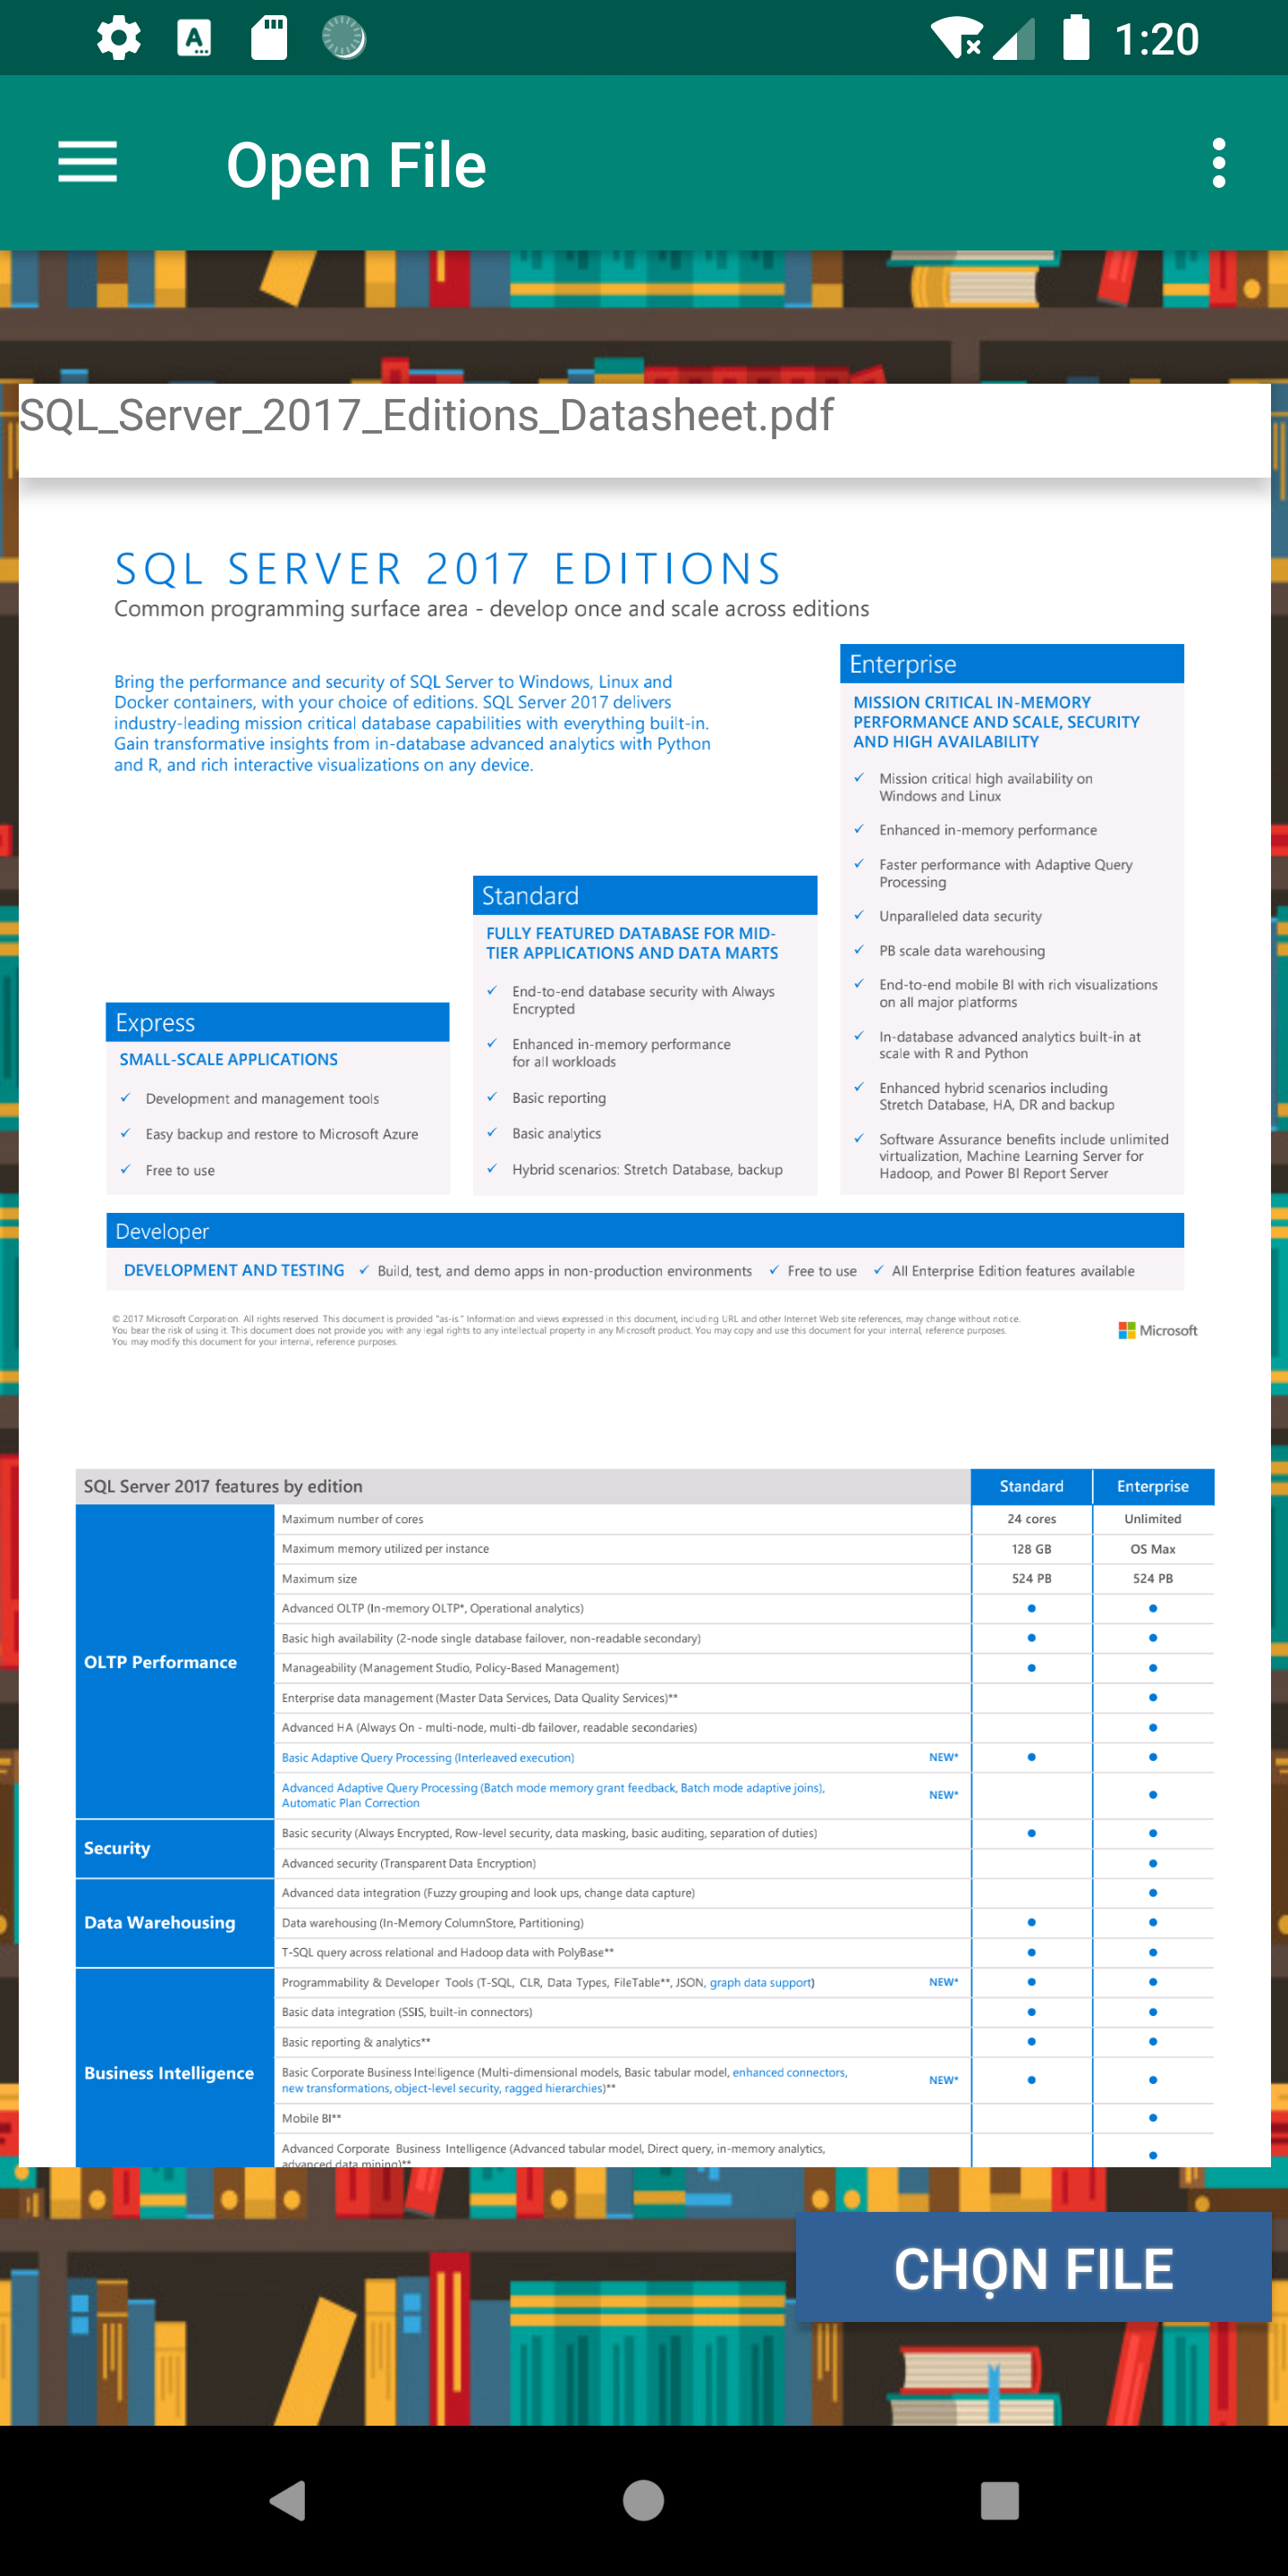 1:20
Open File
SQL_Server_2017_Editions_Datasheet.pdf
SQL SERVER 2017 EDITIONS
Common programming surface area - develop once and scale across editions
Bring the performance and security of SQL Server to Windows, Linux and
Docker containers, with your choice of editions. SQL Server 2017 delivers
industry-leading mission critical database capabilities with everything built-in.
Gain transformative insights from in-database advanced analytics with Python
and R, and rich interactive visualizations on any device.
Express
SMALL-SCALE APPLICATIONS
✓ Development and management tools
✓ Easy backup and restore to Microsoft Azure
✓ Free to use
Standard
FULLY FEATURED DATABASE FOR MID-
TIER APPLICATIONS AND DATA MARTS
✓ End-to-end database security with Always
Encrypted
✓ Enhanced in-memory performance
for all workloads
✓ Basic reporting
✓ Basic analytics
✓ Hybrid scenarios: Stretch Database, backup
Enterprise
MISSION CRITICAL IN-MEMORY
PERFORMANCE AND SCALE, SECURITY
AND HIGH AVAILABILITY
✓ Mission critical high availability on
Windows and Linux
✓ Enhanced in-memory performance
✓ Faster performance with Adaptive Query
Processing
✓ Unparalleled data security
✓ PB scale data warehousing
✓ End-to-end mobile BI with rich visualizations
on all major platforms
✓ In-database advanced analytics built-in at
scale with R and Python
✓ Enhanced hybrid scenarios including
Stretch Database, HA, DR and backup
✓ Software Assurance benefits include unlimited
virtualization, Machine Learning Server for
Hadoop, and Power BI Report Server
Developer
DEVELOPMENT AND TESTING ✓ Build, test, and demo apps in non-production environments ✓ Free to use ✓ All Enterprise Edition features available
© 2017 Microsoft Corporation. All rights reserved. This document is provided "as-is." Information and views expressed in this document, including URL and other Internet Web site references, may change without notice.
You bear the risk of using it. This document does not provide you with any legal rights to any intellectual property in any Microsoft product. You may copy and use this document for your internal, reference purposes.
You may modify this document for your internal, reference purposes.
Microsoft
SQL Server 2017 features by edition Standard Enterprise
OLTP Performance
Maximum number of cores 24 cores Unlimited
Maximum memory utilized per instance 128 GB OS Max
Maximum size 524 PB 524 PB
Advanced OLTP (In-memory OLTP*, Operational analytics) ● ●
Basic high availability (2-node single database failover, non-readable secondary) ● ●
Manageability (Management Studio, Policy-Based Management) ● ●
Enterprise data management (Master Data Services, Data Quality Services)** ●
Advanced HA (Always On - multi-node, multi-db failover, readable secondaries) ●
Basic Adaptive Query Processing (Interleaved execution) NEW* ● ●
Advanced Adaptive Query Processing (Batch mode memory grant feedback, Batch mode adaptive joins), NEW* ●
Automatic Plan Correction
Security
Basic security (Always Encrypted, Row-level security, data masking, basic auditing, separation of duties) ● ●
Advanced security (Transparent Data Encryption) ●
Data Warehousing
Advanced data integration (Fuzzy grouping and look ups, change data capture) ●
Data warehousing (In-Memory ColumnStore, Partitioning) ● ●
T-SQL query across relational and Hadoop data with PolyBase** ● ●
Business Intelligence
Programmability & Developer Tools (T-SQL, CLR, Data Types, FileTable**, JSON, graph data support) NEW* ● ●
Basic data integration (SSIS, built-in connectors) ● ●
Basic reporting & analytics** ● ●
Basic Corporate Business Intelligence (Multi-dimensional models, Basic tabular model, enhanced connectors, NEW* ● ●
new transformations, object-level security, ragged hierarchies)**
Mobile BI** ●
Advanced Corporate Business Intelligence (Advanced tabular model, Direct query, in-memory analytics, ●
advanced data mining)**
CHỌN FILE